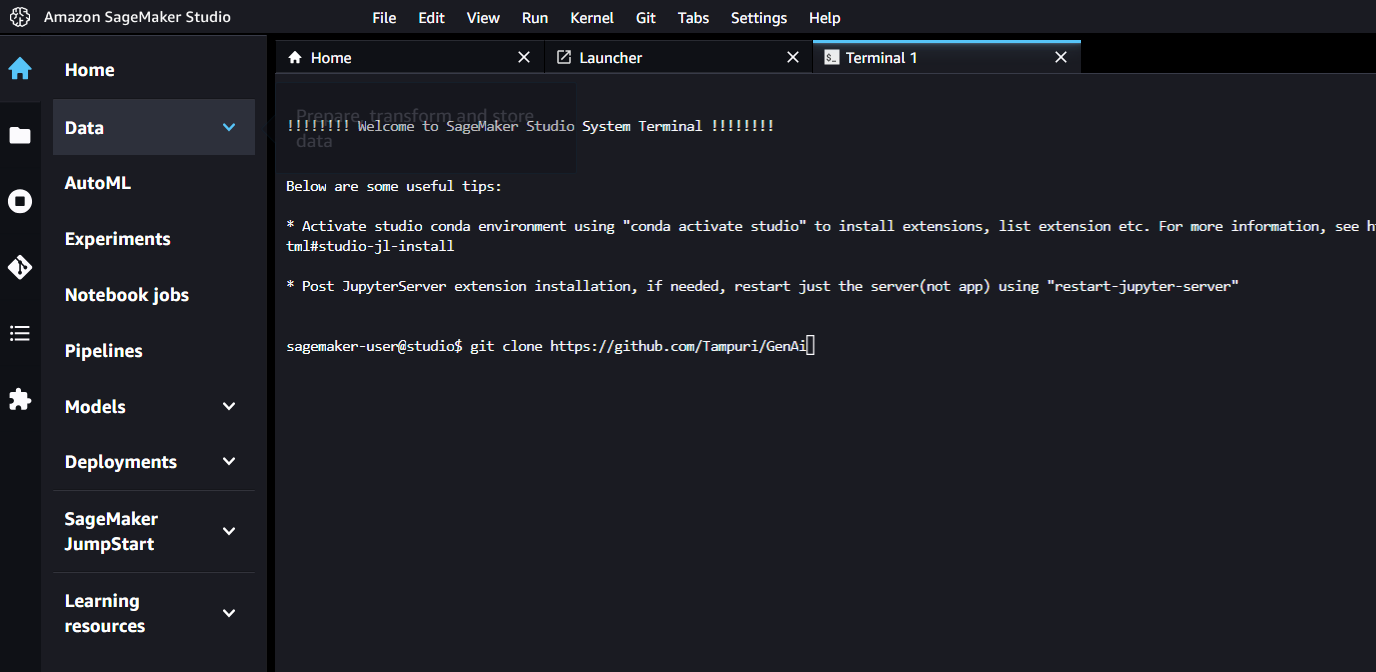 Amazon SageMaker Studio
File Edit View Run Kernel Git Tabs Settings Help
Home
Data
AutoML
Experiments
Notebook jobs
Pipelines
Models
Deployments
SageMaker
JumpStart
Learning
resources
Home
Launcher
$_ Terminal 1
Prepare, transform and store
data
!!!!!!!! Welcome to SageMaker Studio System Terminal !!!!!!!!
Below are some useful tips:
* Activate studio conda environment using "conda activate studio" to install extensions, list extension etc. For more information, see
tml#studio-jl-install
* Post JupyterServer extension installation, if needed, restart just the server(not app) using "restart-jupyter-server"
sagemaker-user@studio$ git clone https://github.com/Tampuri/GenAi